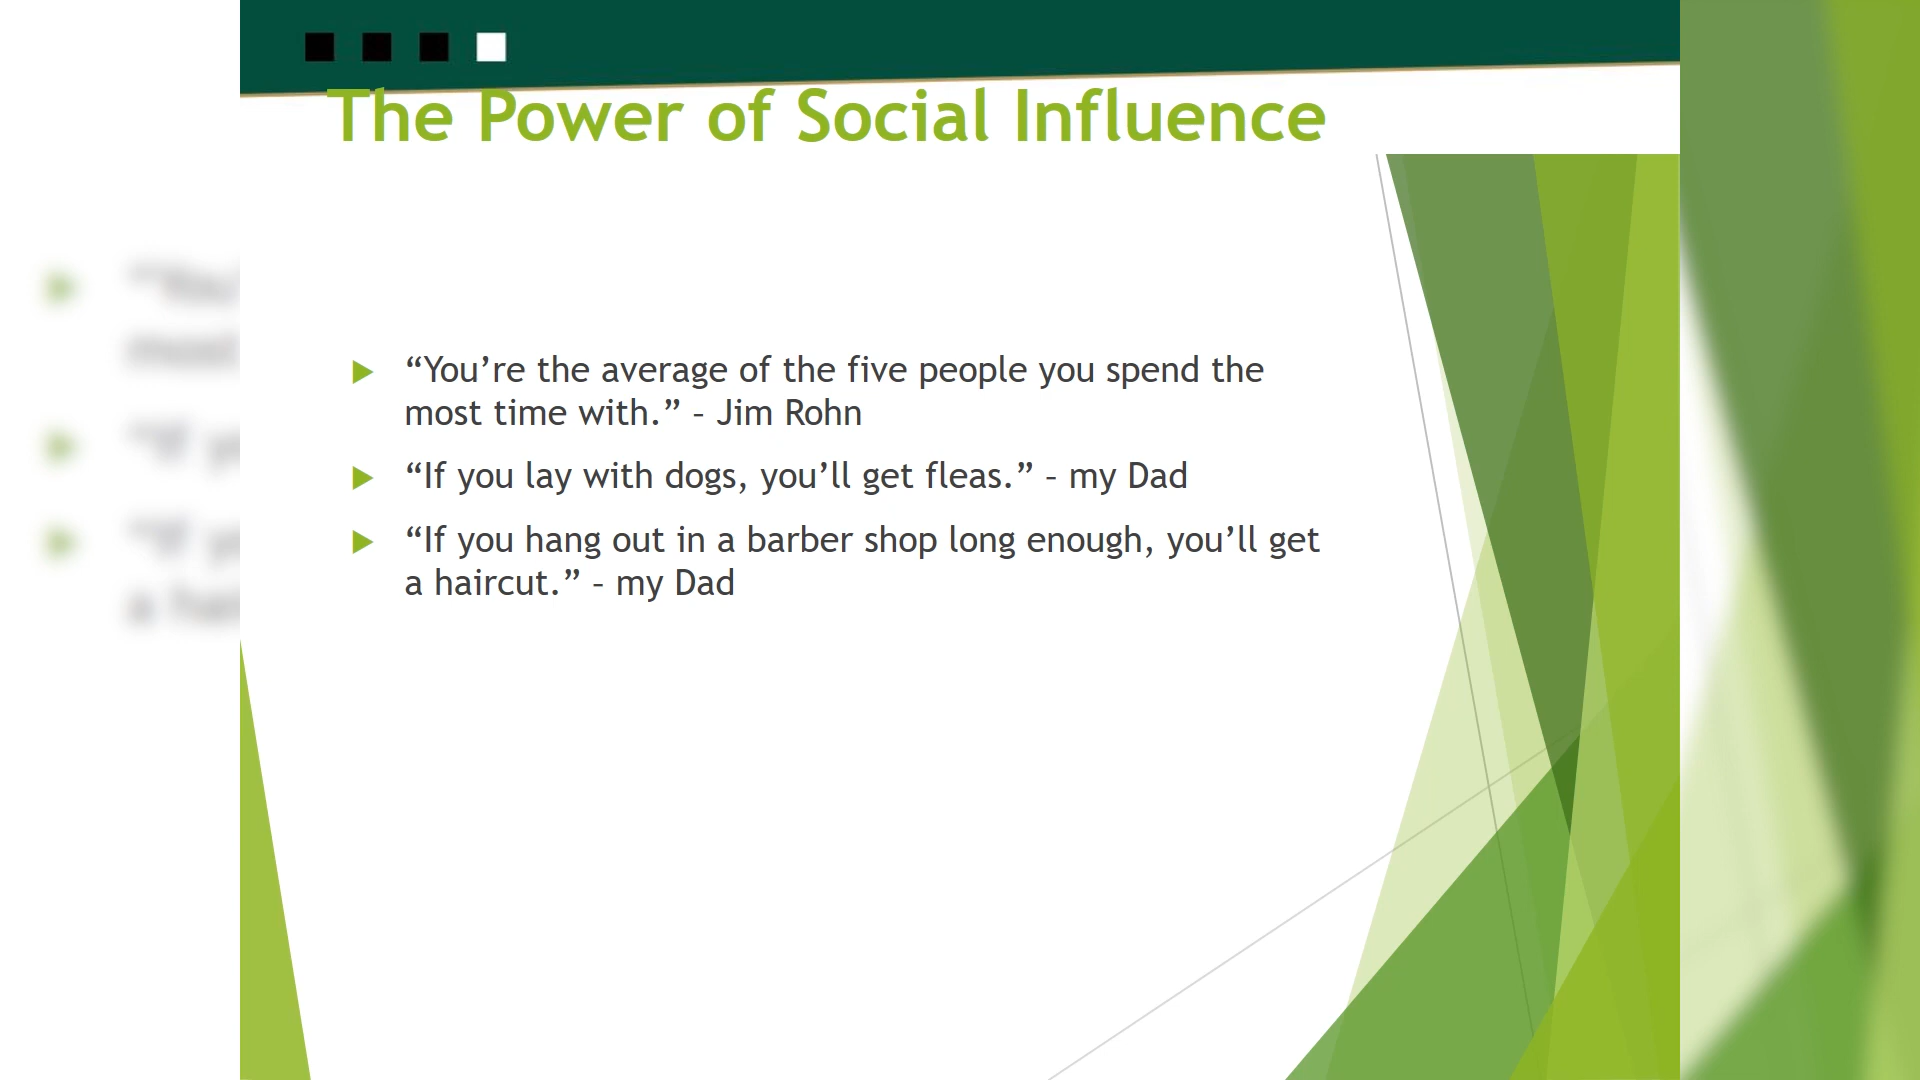 The Power of Social Influence
“You’re the average of the five people you spend the
most time with.” – Jim Rohn
“If you lay with dogs, you’ll get fleas.” – my Dad
“If you hang out in a barber shop long enough, you’ll get
a haircut.” – my Dad